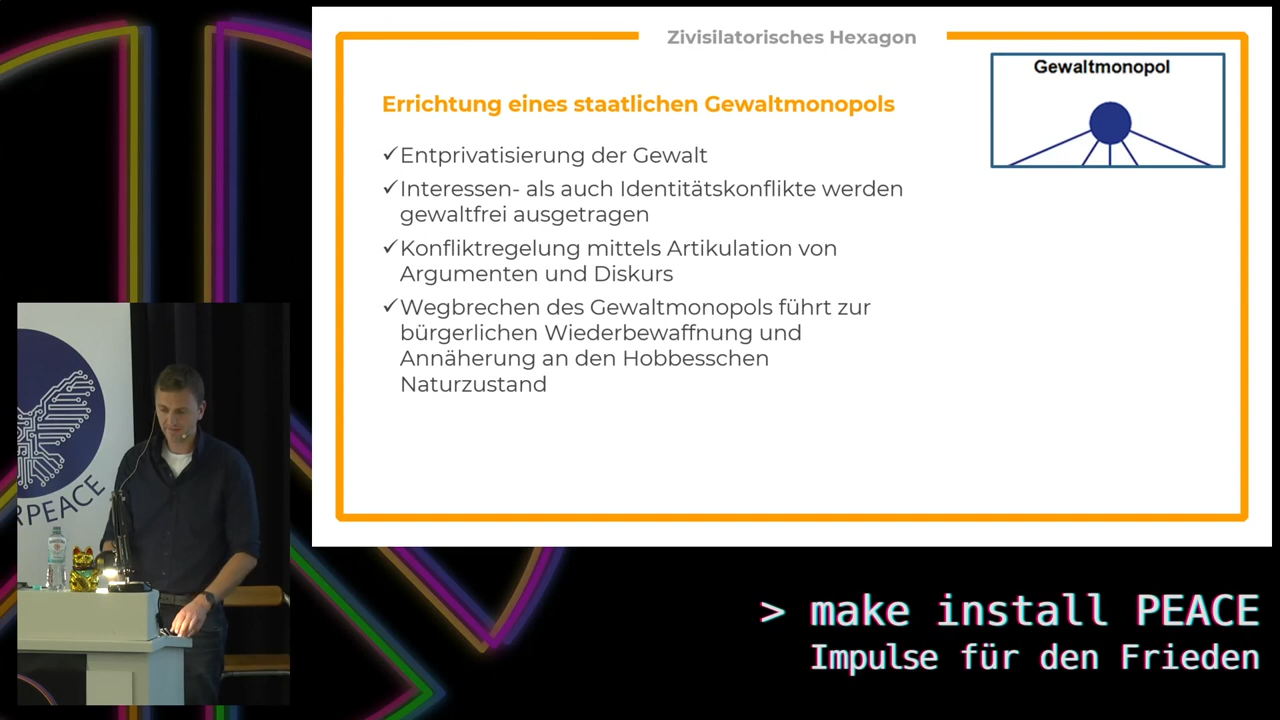 Zivisilatorisches Hexagon
Gewaltmonopol
Errichtung eines staatlichen Gewaltmonopols
✓Entprivatisierung der Gewalt
✓Interessen- als auch Identitätskonflikte werden
gewaltfrei ausgetragen
✓Konfliktregelung mittels Artikulation von
Argumenten und Diskurs
✓Wegbrechen des Gewaltmonopols führt zur
bürgerlichen Wiederbewaffnung und
Annäherung an den Hobbesschen
Naturzustand
RPEACE
> make install PEACE
Impulse für den Frieden